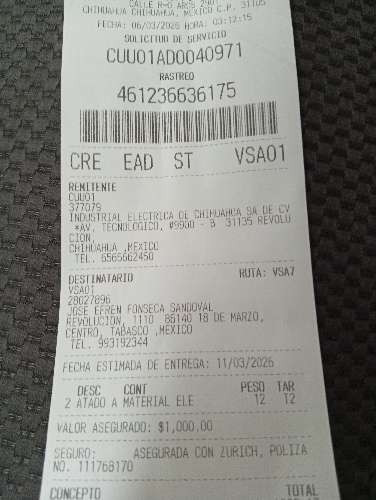 CHIHUAHUA CHIHUAHUA, MEXICO C.P. 31105
FECHA: 06/03/2026 HORA: 03:12:15
SOLICITUD DE SERVICIO
CUU01AD0040971
RASTREO
461236636175
CRE EAD ST VSA01
REMITENTE
CUU01
377079
INDUSTRIAL ELECTRICA DE CHIHUAHUA SA DE CV
*AV, TECNOLOGICO, #9900 - B 31135 REVOLU
CION,
CHIHUAHUA ,MEXICO
TEL. 6565662450
DESTINATARIO RUTA: VSA7
VSA01
28027896
JOSE EFREN FONSECA SANDOVAL
REVOLUCION, 1110 86140 18 DE MARZO,
CENTRO, TABASCO ,MEXICO
TEL. 993192344
FECHA ESTIMADA DE ENTREGA: 11/03/2026
DESC CONT PESO TAR
2 ATADO A MATERIAL ELE 12 T2
VALOR ASEGURADO: $1,000.00
SEGURO: ASEGURADA CON ZURICH, POLIZA
NO. 111768170
CONCEPTO TOTAL